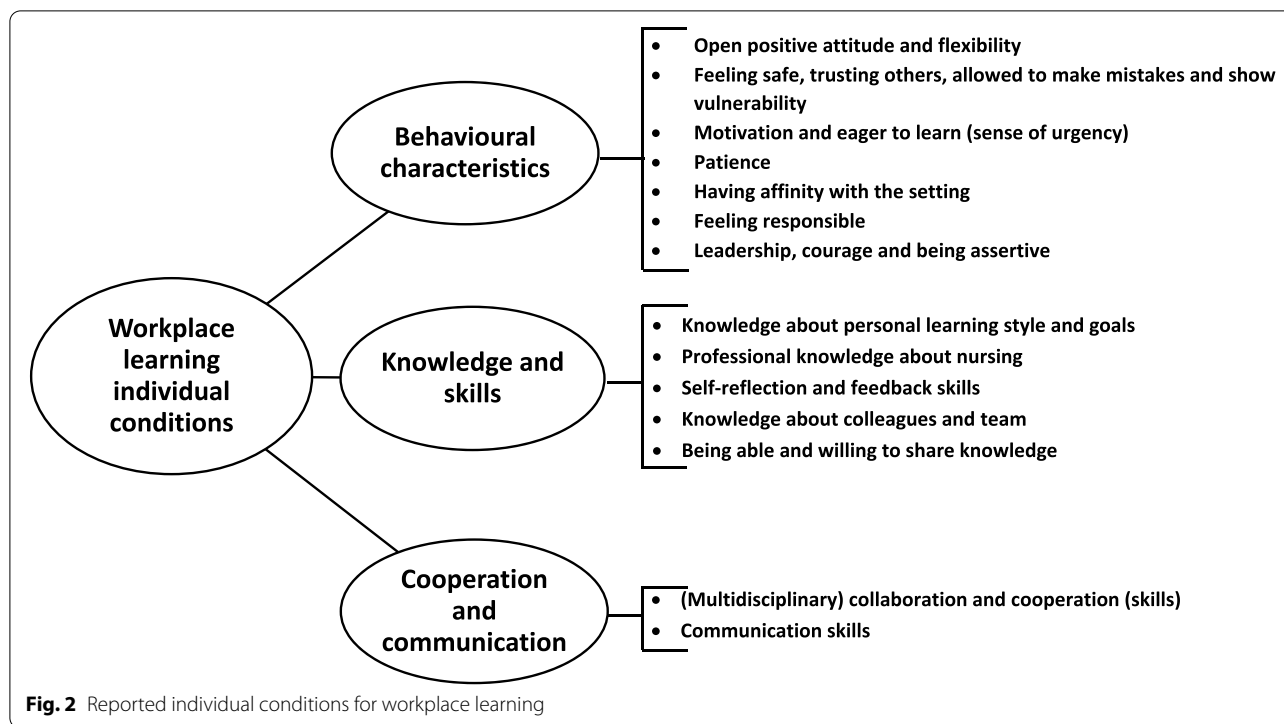 Workplace
learning
individual
conditions
Behavioural
characteristics
• Open positive attitude and flexibility
• Feeling safe, trusting others, allowed to make mistakes and show
vulnerability
• Motivation and eager to learn (sense of urgency)
• Patience
• Having affinity with the setting
• Feeling responsible
• Leadership, courage and being assertive
Knowledge and
skills
• Knowledge about personal learning style and goals
• Professional knowledge about nursing
• Self-reflection and feedback skills
• Knowledge about colleagues and team
• Being able and willing to share knowledge
Cooperation
and
communication
• (Multidisciplinary) collaboration and cooperation (skills)
• Communication skills
Fig. 2 Reported individual conditions for workplace learning